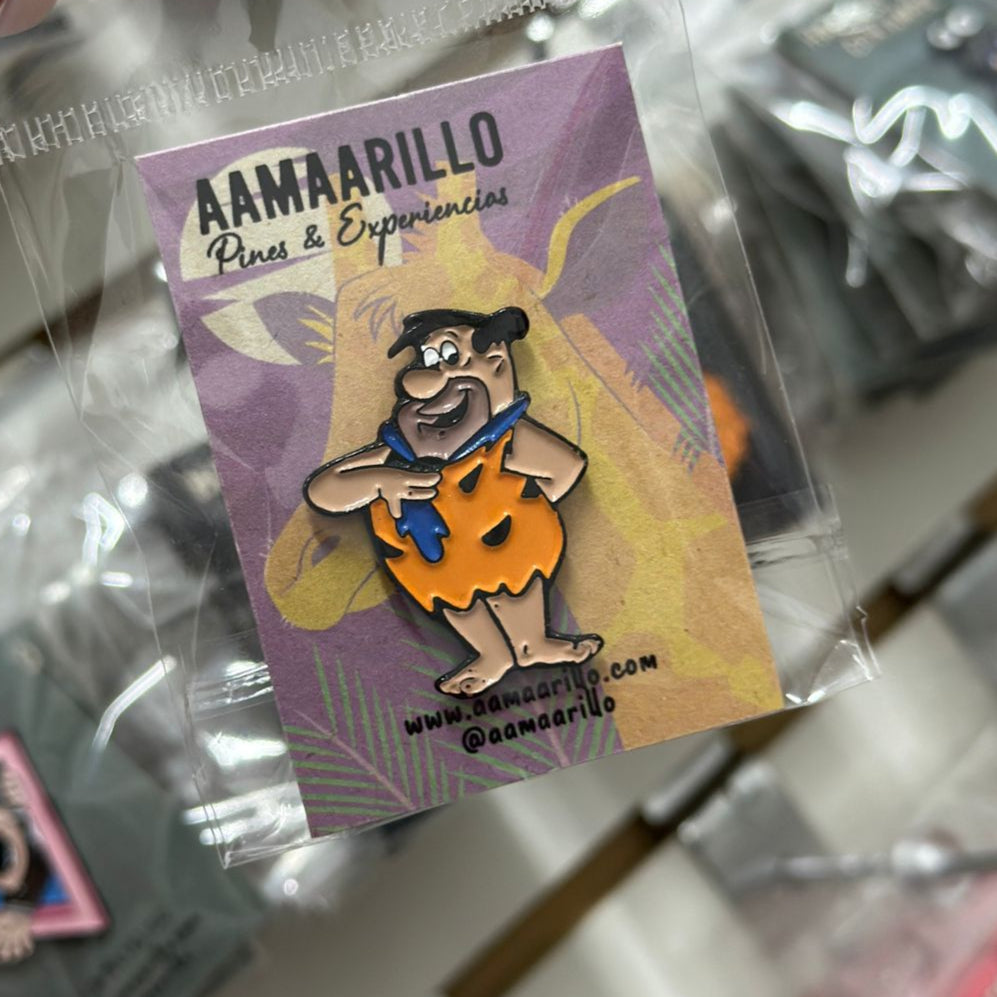 AAMAARILLO
Pines & Experiencias
www.aamaarillo.com
@aamaarillo